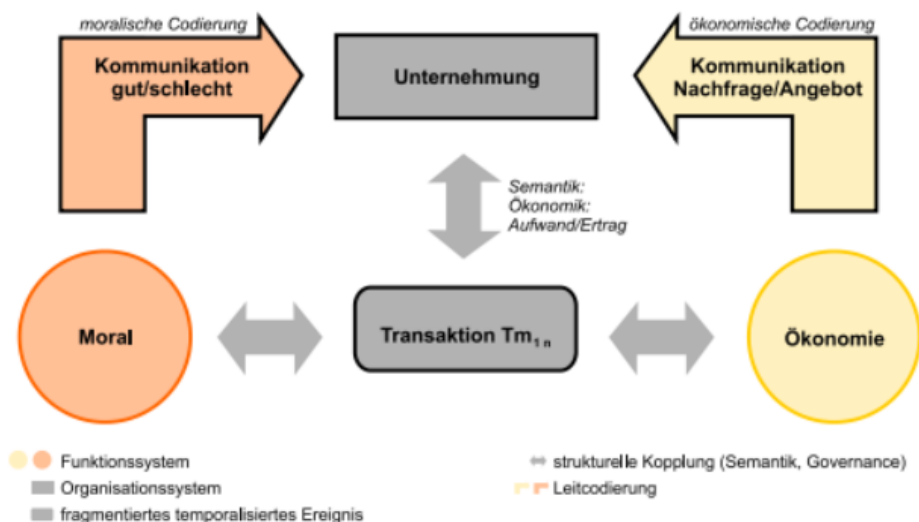 moralische Codierung
ökonomische Codierung
Kommunikation
gut/schlecht
Unternehmung
Kommunikation
Nachfrage/Angebot
Semantik:
Ökonomik:
Aufwand/Ertrag
Moral
Transaktion Tm₁ ₙ
Ökonomie
Funktionssystem
Organisationssystem
fragmentiertes temporalisiertes Ereignis
strukturelle Kopplung (Semantik, Governance)
Leitcodierung